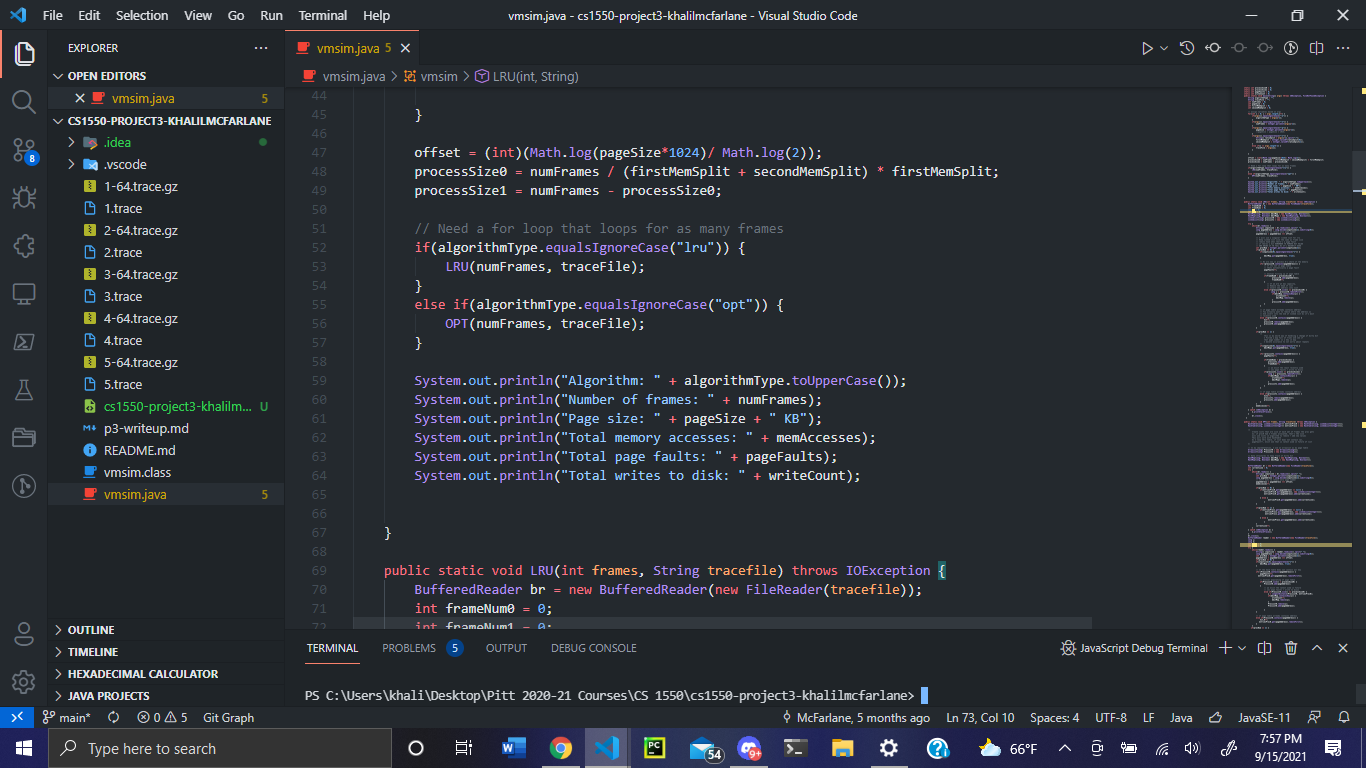 File Edit Selection View Go Run Terminal Help
vmsim.java - cs1550-project3-khalilmcfarlane - Visual Studio Code
EXPLORER
OPEN EDITORS
vmsim.java 5
CS1550-PROJECT3-KHALILMCFARLANE
.idea
.vscode
1-64.trace.gz
1.trace
2-64.trace.gz
2.trace
3-64.trace.gz
3.trace
4-64.trace.gz
4.trace
5-64.trace.gz
5.trace
cs1550-project3-khalilm... U
p3-writeup.md
README.md
vmsim.class
vmsim.java 5
OUTLINE
TIMELINE
HEXADECIMAL CALCULATOR
JAVA PROJECTS
8
vmsim.java 5
vmsim.java > vmsim > LRU(int, String)
44
45 }
46
47 offset = (int)(Math.log(pageSize*1024)/ Math.log(2));
48 processSize0 = numFrames / (firstMemSplit + secondMemSplit) * firstMemSplit;
49 processSize1 = numFrames - processSize0;
50
51 // Need a for loop that loops for as many frames
52 if(algorithmType.equalsIgnoreCase("lru")) {
53 LRU(numFrames, traceFile);
54 }
55 else if(algorithmType.equalsIgnoreCase("opt")) {
56 OPT(numFrames, traceFile);
57 }
58
59 System.out.println("Algorithm: " + algorithmType.toUpperCase());
60 System.out.println("Number of frames: " + numFrames);
61 System.out.println("Page size: " + pageSize + " KB");
62 System.out.println("Total memory accesses: " + memAccesses);
63 System.out.println("Total page faults: " + pageFaults);
64 System.out.println("Total writes to disk: " + writeCount);
65
66
67 }
68
69 public static void LRU(int frames, String tracefile) throws IOException {
70 BufferedReader br = new BufferedReader(new FileReader(tracefile));
71 int frameNum0 = 0;
72 int frameNum1 = 0;
TERMINAL PROBLEMS 5 OUTPUT DEBUG CONSOLE
JavaScript Debug Terminal
PS C:\Users\khali\Desktop\Pitt 2020-21 Courses\CS 1550\cs1550-project3-khalilmcfarlane>
main* 0 5 Git Graph
McFarlane, 5 months ago Ln 73, Col 10 Spaces: 4 UTF-8 LF Java JavaSE-11
Type here to search
54
9+
66°F
7:57 PM
9/15/2021